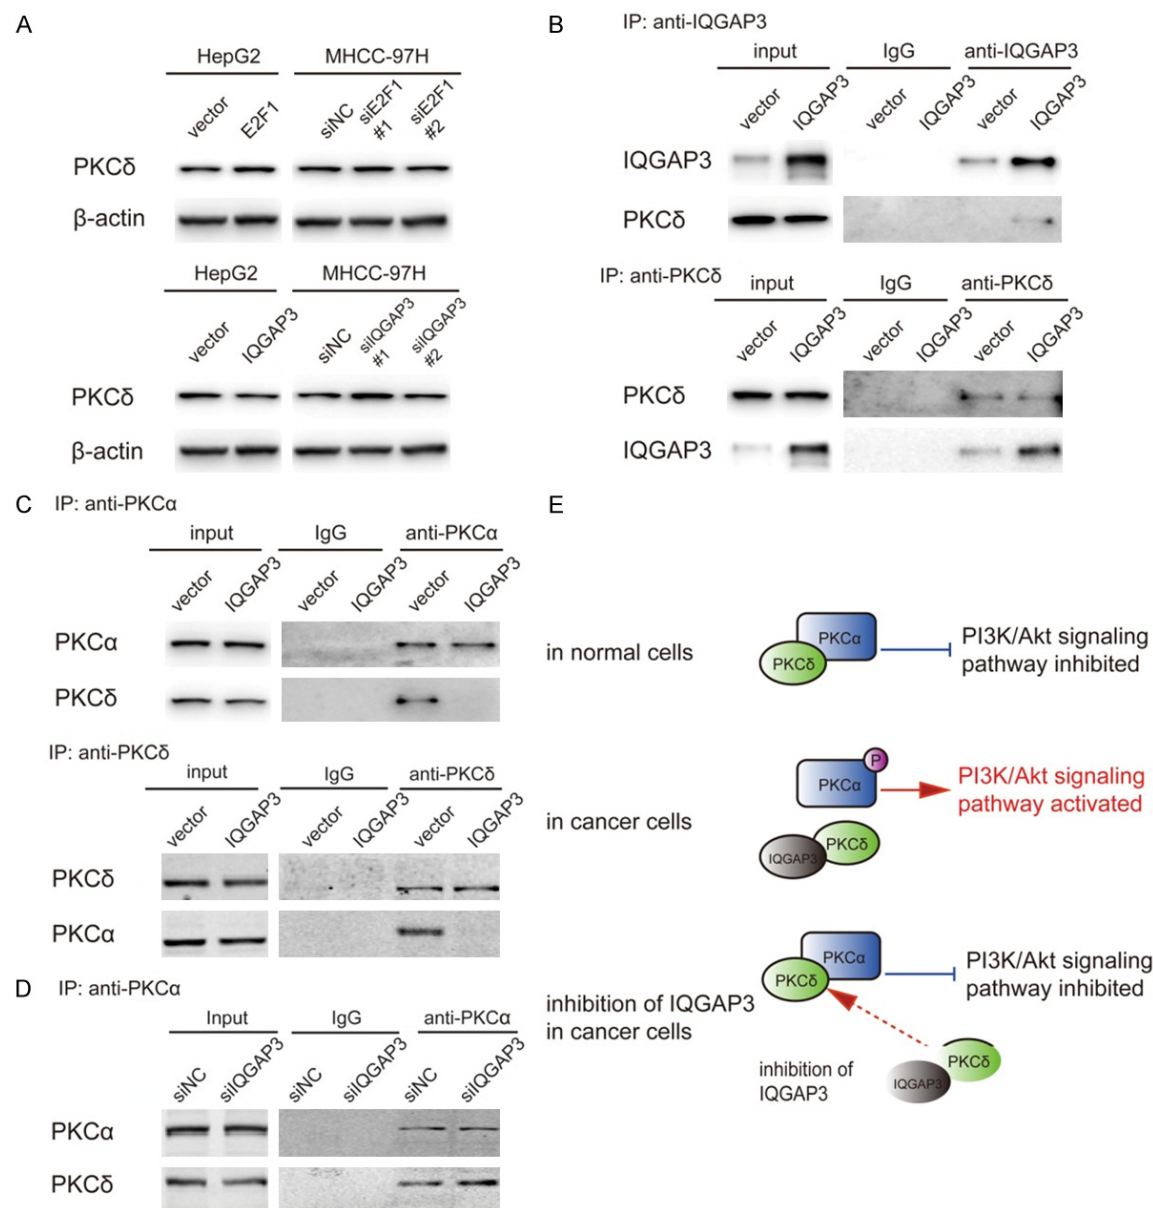 A
HepG2 MHCC-97H
vector E2F1 siNC siE2F1 #1 siE2F1 #2
PKCδ
β-actin
HepG2 MHCC-97H
vector IQGAP3 siNC siIQGAP3 #1 siIQGAP3 #2
PKCδ
β-actin
B
IP: anti-IQGAP3
input IgG anti-IQGAP3
vector IQGAP3 vector IQGAP3 vector IQGAP3
IQGAP3
PKCδ
IP: anti-PKCδ
input IgG anti-PKCδ
vector IQGAP3 vector IQGAP3 vector IQGAP3
PKCδ
IQGAP3
C
IP: anti-PKCα
input IgG anti-PKCα
vector IQGAP3 vector IQGAP3 vector IQGAP3
PKCα
PKCδ
IP: anti-PKCδ
input IgG anti-PKCδ
vector IQGAP3 vector IQGAP3 vector IQGAP3
PKCδ
PKCα
D
IP: anti-PKCα
Input IgG anti-PKCα
siNC siIQGAP3 siNC siIQGAP3 siNC siIQGAP3
PKCα
PKCδ
E
in normal cells
PKCα
PKCδ
PI3K/Akt signaling
pathway inhibited
in cancer cells
P
PKCα
IQGAP3
PKCδ
PI3K/Akt signaling
pathway activated
inhibition of IQGAP3
in cancer cells
PKCα
PKCδ
PI3K/Akt signaling
pathway inhibited
inhibition of
IQGAP3
IQGAP3
PKCδ